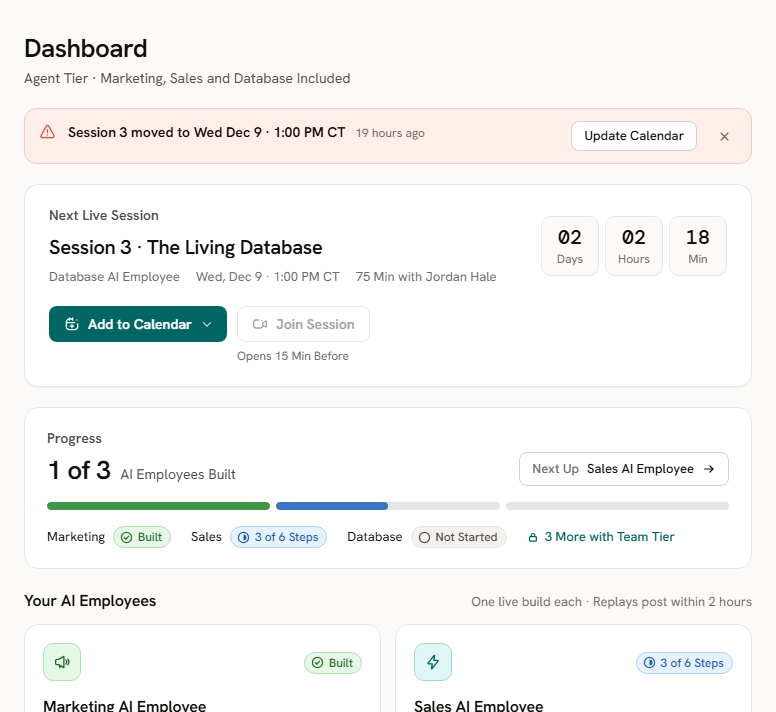 Dashboard
Agent Tier · Marketing, Sales and Database Included
Session 3 moved to Wed Dec 9 · 1:00 PM CT 19 hours ago
Update Calendar
Next Live Session
Session 3 · The Living Database
Database AI Employee Wed, Dec 9 · 1:00 PM CT 75 Min with Jordan Hale
02 02 18
Days Hours Min
Add to Calendar
Join Session
Opens 15 Min Before
Progress
1 of 3 AI Employees Built
Next Up Sales AI Employee →
Marketing Built Sales 3 of 6 Steps Database Not Started 3 More with Team Tier
Your AI Employees
One live build each · Replays post within 2 hours
Built
3 of 6 Steps
Marketing AI Employee
Sales AI Employee